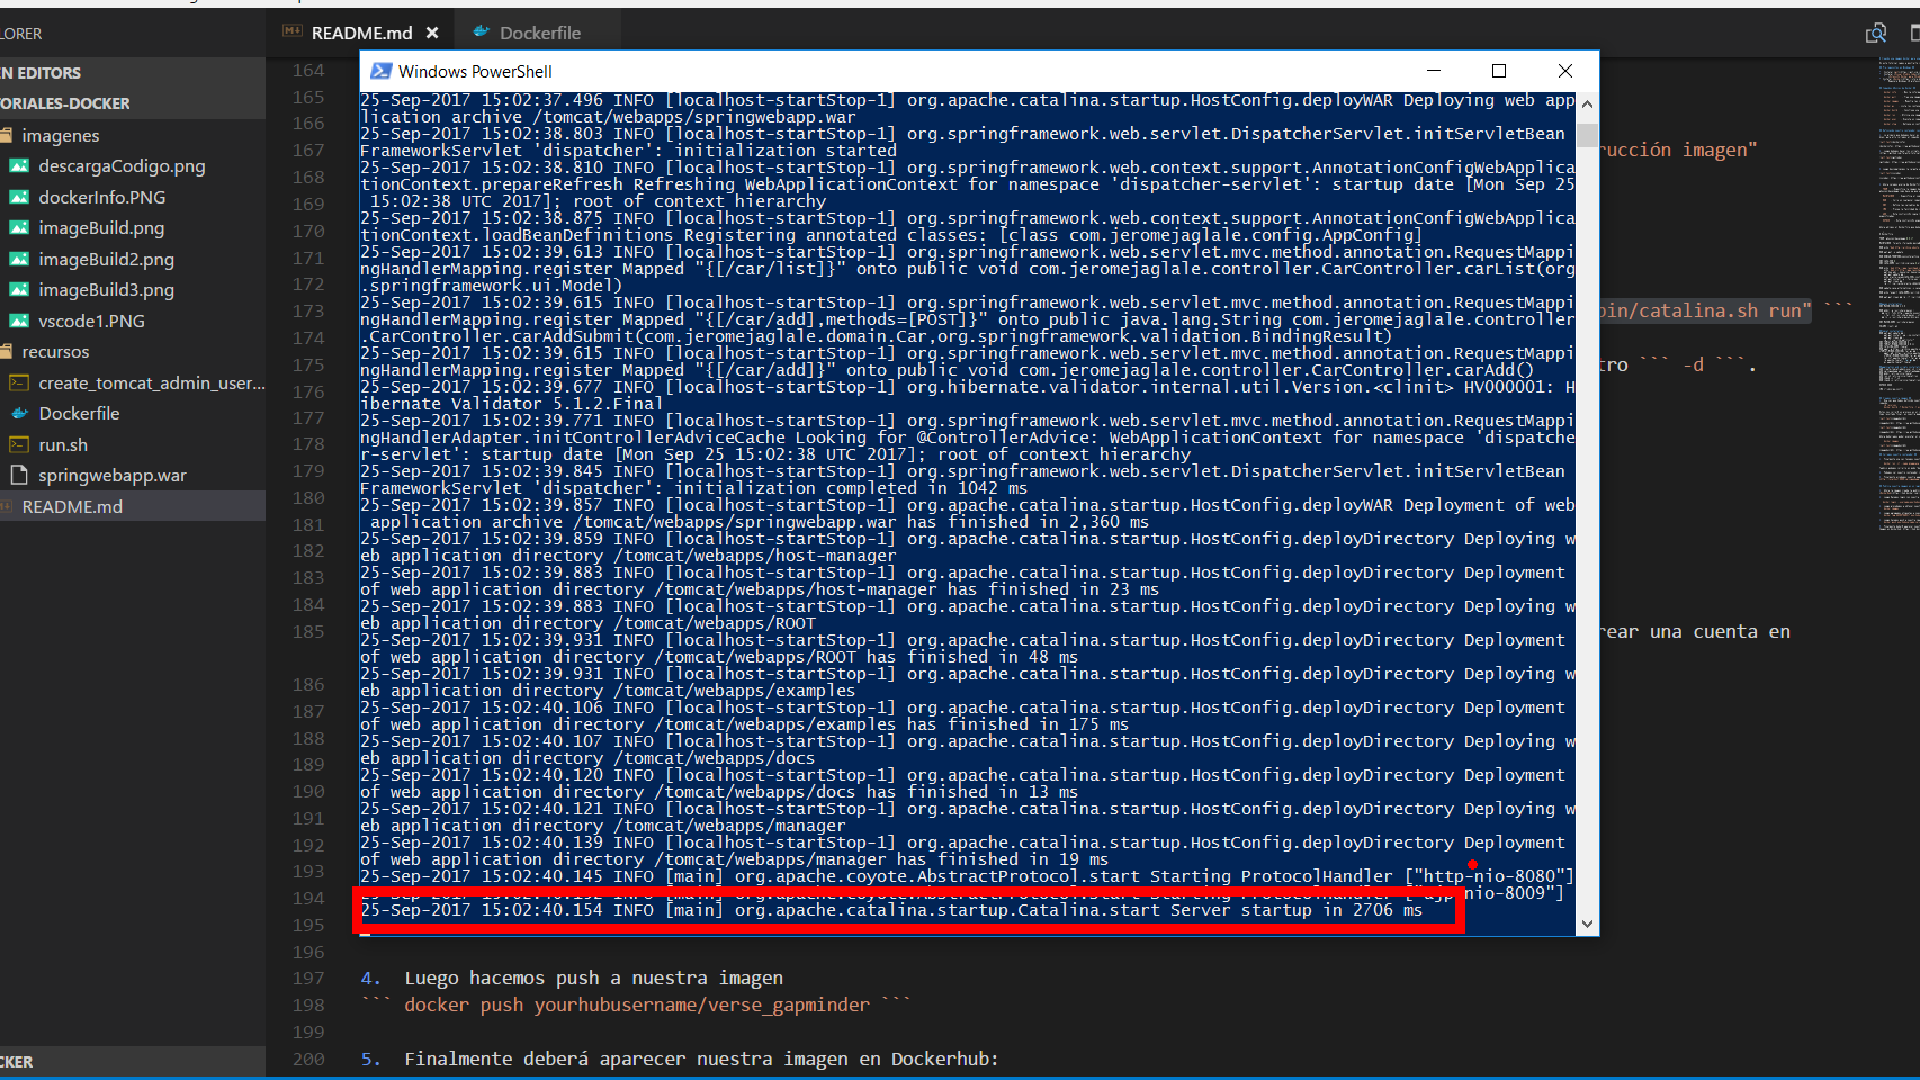 LORER
EN EDITORS
ORIALES-DOCKER
imagenes
descargaCodigo.png
dockerInfo.PNG
imageBuild.png
imageBuild2.png
imageBuild3.png
vscode1.PNG
recursos
create_tomcat_admin_user...
Dockerfile
run.sh
springwebapp.war
README.md
CKER
README.md
Dockerfile
Windows PowerShell
25-Sep-2017 15:02:37.496 INFO [localhost-startStop-1] org.apache.catalina.startup.HostConfig.deployWAR Deploying web app
lication archive /tomcat/webapps/springwebapp.war
25-Sep-2017 15:02:38.803 INFO [localhost-startStop-1] org.springframework.web.servlet.DispatcherServlet.initServletBean
FrameworkServlet 'dispatcher': initialization started
25-Sep-2017 15:02:38.810 INFO [localhost-startStop-1] org.springframework.web.context.support.AnnotationConfigWebApplica
tionContext.prepareRefresh Refreshing WebApplicationContext for namespace 'dispatcher-servlet': startup date [Mon Sep 25
15:02:38 UTC 2017]; root of context hierarchy
25-Sep-2017 15:02:38.875 INFO [localhost-startStop-1] org.springframework.web.context.support.AnnotationConfigWebApplica
tionContext.loadBeanDefinitions Registering annotated classes: [class com.jeromejaglale.config.AppConfig]
25-Sep-2017 15:02:39.613 INFO [localhost-startStop-1] org.springframework.web.servlet.mvc.method.annotation.RequestMappi
ngHandlerMapping.register Mapped "{[/car/list]}" onto public void com.jeromejaglale.controller.CarController.carList(org
.springframework.ui.Model)
25-Sep-2017 15:02:39.615 INFO [localhost-startStop-1] org.springframework.web.servlet.mvc.method.annotation.RequestMappi
ngHandlerMapping.register Mapped "{[/car/add],methods=[POST]}" onto public java.lang.String com.jeromejaglale.controller
.CarController.carAddSubmit(com.jeromejaglale.domain.Car,org.springframework.validation.BindingResult)
25-Sep-2017 15:02:39.615 INFO [localhost-startStop-1] org.springframework.web.servlet.mvc.method.annotation.RequestMappi
ngHandlerMapping.register Mapped "{[/car/add]}" onto public void com.jeromejaglale.controller.CarController.carAdd()
25-Sep-2017 15:02:39.677 INFO [localhost-startStop-1] org.hibernate.validator.internal.util.Version.<clinit> HV000001: H
ibernate Validator 5.1.2.Final
25-Sep-2017 15:02:39.771 INFO [localhost-startStop-1] org.springframework.web.servlet.mvc.method.annotation.RequestMappi
ngHandlerAdapter.initControllerAdviceCache Looking for @ControllerAdvice: WebApplicationContext for namespace 'dispatche
r-servlet': startup date [Mon Sep 25 15:02:38 UTC 2017]; root of context hierarchy
25-Sep-2017 15:02:39.845 INFO [localhost-startStop-1] org.springframework.web.servlet.DispatcherServlet.initServletBean
FrameworkServlet 'dispatcher': initialization completed in 1042 ms
25-Sep-2017 15:02:39.857 INFO [localhost-startStop-1] org.apache.catalina.startup.HostConfig.deployWAR Deployment of web
application archive /tomcat/webapps/springwebapp.war has finished in 2,360 ms
25-Sep-2017 15:02:39.859 INFO [localhost-startStop-1] org.apache.catalina.startup.HostConfig.deployDirectory Deploying w
eb application directory /tomcat/webapps/host-manager
25-Sep-2017 15:02:39.883 INFO [localhost-startStop-1] org.apache.catalina.startup.HostConfig.deployDirectory Deployment
of web application directory /tomcat/webapps/host-manager has finished in 23 ms
25-Sep-2017 15:02:39.883 INFO [localhost-startStop-1] org.apache.catalina.startup.HostConfig.deployDirectory Deploying w
eb application directory /tomcat/webapps/ROOT
25-Sep-2017 15:02:39.931 INFO [localhost-startStop-1] org.apache.catalina.startup.HostConfig.deployDirectory Deployment
of web application directory /tomcat/webapps/ROOT has finished in 48 ms
25-Sep-2017 15:02:39.931 INFO [localhost-startStop-1] org.apache.catalina.startup.HostConfig.deployDirectory Deploying w
eb application directory /tomcat/webapps/examples
25-Sep-2017 15:02:40.106 INFO [localhost-startStop-1] org.apache.catalina.startup.HostConfig.deployDirectory Deployment
of web application directory /tomcat/webapps/examples has finished in 175 ms
25-Sep-2017 15:02:40.107 INFO [localhost-startStop-1] org.apache.catalina.startup.HostConfig.deployDirectory Deploying w
eb application directory /tomcat/webapps/docs
25-Sep-2017 15:02:40.120 INFO [localhost-startStop-1] org.apache.catalina.startup.HostConfig.deployDirectory Deployment
of web application directory /tomcat/webapps/docs has finished in 13 ms
25-Sep-2017 15:02:40.121 INFO [localhost-startStop-1] org.apache.catalina.startup.HostConfig.deployDirectory Deploying w
eb application directory /tomcat/webapps/manager
25-Sep-2017 15:02:40.139 INFO [localhost-startStop-1] org.apache.catalina.startup.HostConfig.deployDirectory Deployment
of web application directory /tomcat/webapps/manager has finished in 19 ms
25-Sep-2017 15:02:40.145 INFO [main] org.apache.coyote.AbstractProtocol.start Starting ProtocolHandler ["http-nio-8080"]
nio-8009"]
25-Sep-2017 15:02:40.154 INFO [main] org.apache.catalina.startup.Catalina.start Server startup in 2706 ms
rucción imagen"
bin/catalina.sh run" ```
tro ``` -d ```.
rear una cuenta en
164
165
166
167
168
169
170
171
172
173
174
175
176
177
178
179
180
181
182
183
184
185
186
187
188
189
190
191
192
193
194
195
196
197 4. Luego hacemos push a nuestra imagen
198 ``` docker push yourhubusername/verse_gapminder ```
199
200 5. Finalmente deberá aparecer nuestra imagen en Dockerhub: